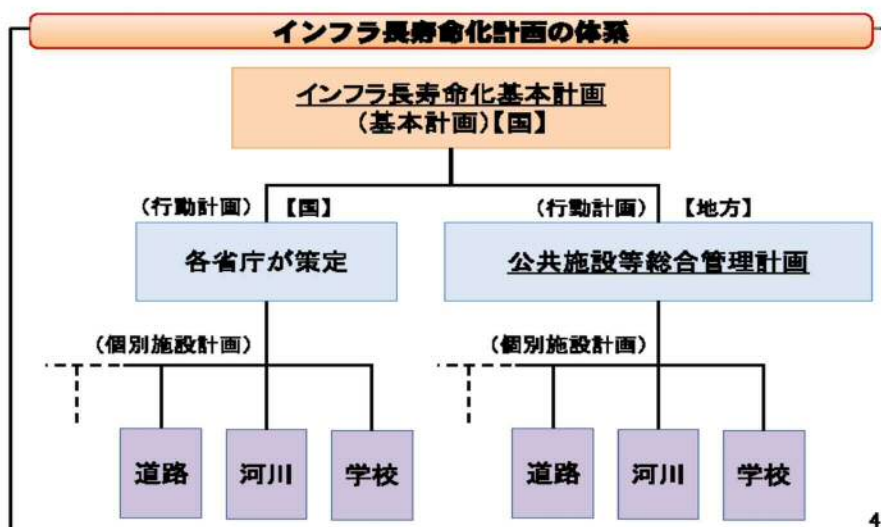 インフラ長寿命化計画の体系
インフラ長寿命化基本計画
（基本計画）【国】
（行動計画） 【国】
（行動計画） 【地方】
各省庁が策定
公共施設等総合管理計画
（個別施設計画）
（個別施設計画）
道路
河川
学校
道路
河川
学校
4